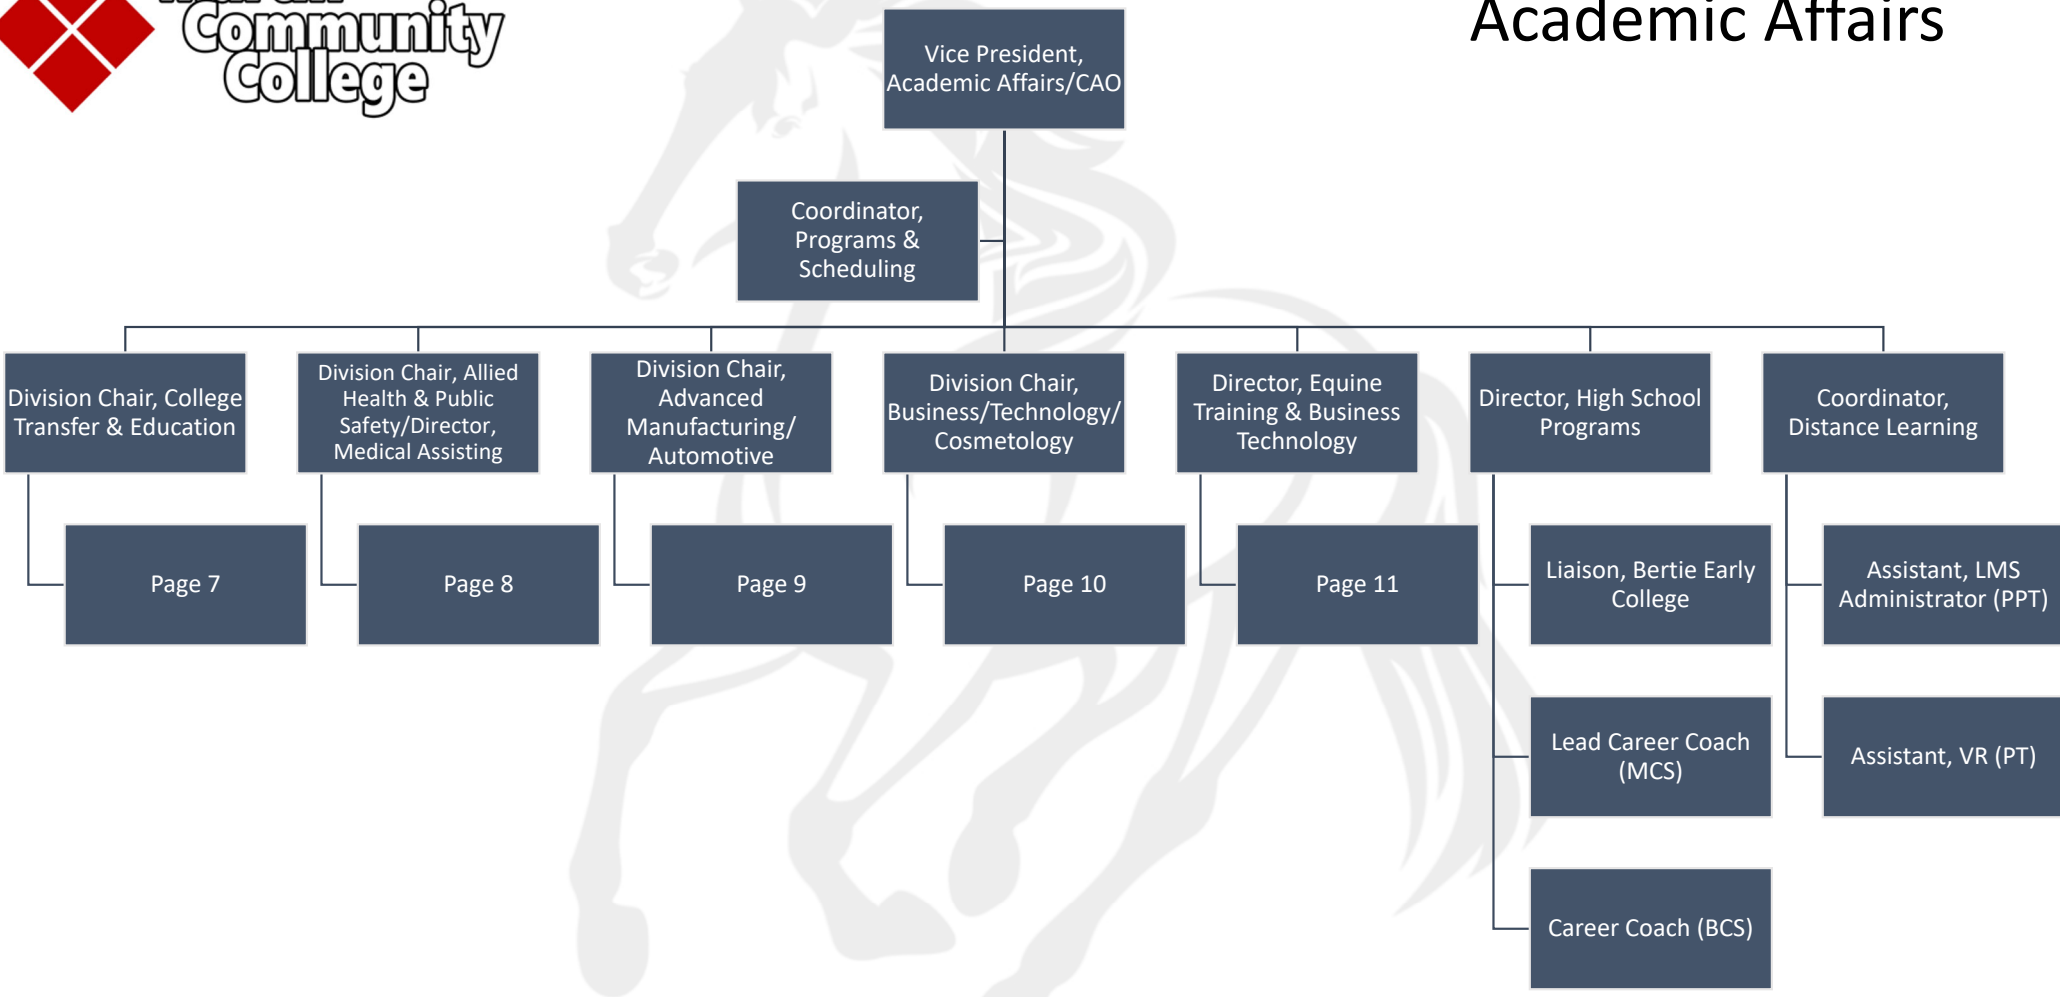 Community
College
Academic Affairs
Vice President,
Academic Affairs/CAO
Coordinator,
Programs &
Scheduling
Division Chair, College
Transfer & Education
Division Chair, Allied
Health & Public
Safety/Director,
Medical Assisting
Division Chair,
Advanced
Manufacturing/
Automotive
Division Chair,
Business/Technology/
Cosmetology
Director, Equine
Training & Business
Technology
Director, High School
Programs
Coordinator,
Distance Learning
Page 7
Page 8
Page 9
Page 10
Page 11
Liaison, Bertie Early
College
Assistant, LMS
Administrator (PPT)
Lead Career Coach
(MCS)
Assistant, VR (PT)
Career Coach (BCS)